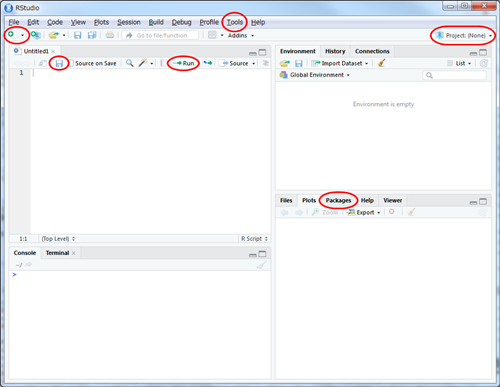 RStudio
File Edit Code View Plots Session Build Debug Profile Tools Help
Go to file/function Addins Project: (None)
Untitled1
Source on Save Run Source
1
1:1 (Top Level) R Script
Console Terminal
~/
>
Environment History Connections
Import Dataset List
Global Environment
Environment is empty
Files Plots Packages Help Viewer
Zoom Export